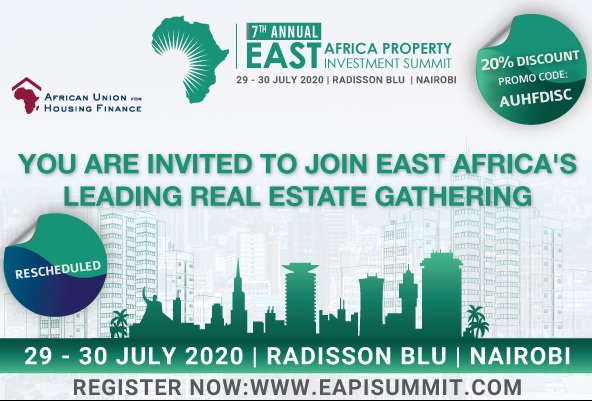 7TH ANNUAL
EAST AFRICA PROPERTY
INVESTMENT SUMMIT
29 - 30 JULY 2020 | RADISSON BLU | NAIROBI
20% DISCOUNT
PROMO CODE:
AUHFDISC
AFRICAN UNION FOR
HOUSING FINANCE
YOU ARE INVITED TO JOIN EAST AFRICA'S
LEADING REAL ESTATE GATHERING
RESCHEDULED
29 - 30 JULY 2020 | RADISSON BLU | NAIROBI
REGISTER NOW:WWW.EAPISUMMIT.COM